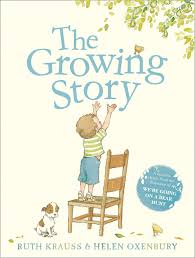 The
Growing
Story
WE'RE GOING ON
A BEAR
HUNT
RUTH KRAUSS & HELEN OXENBURY